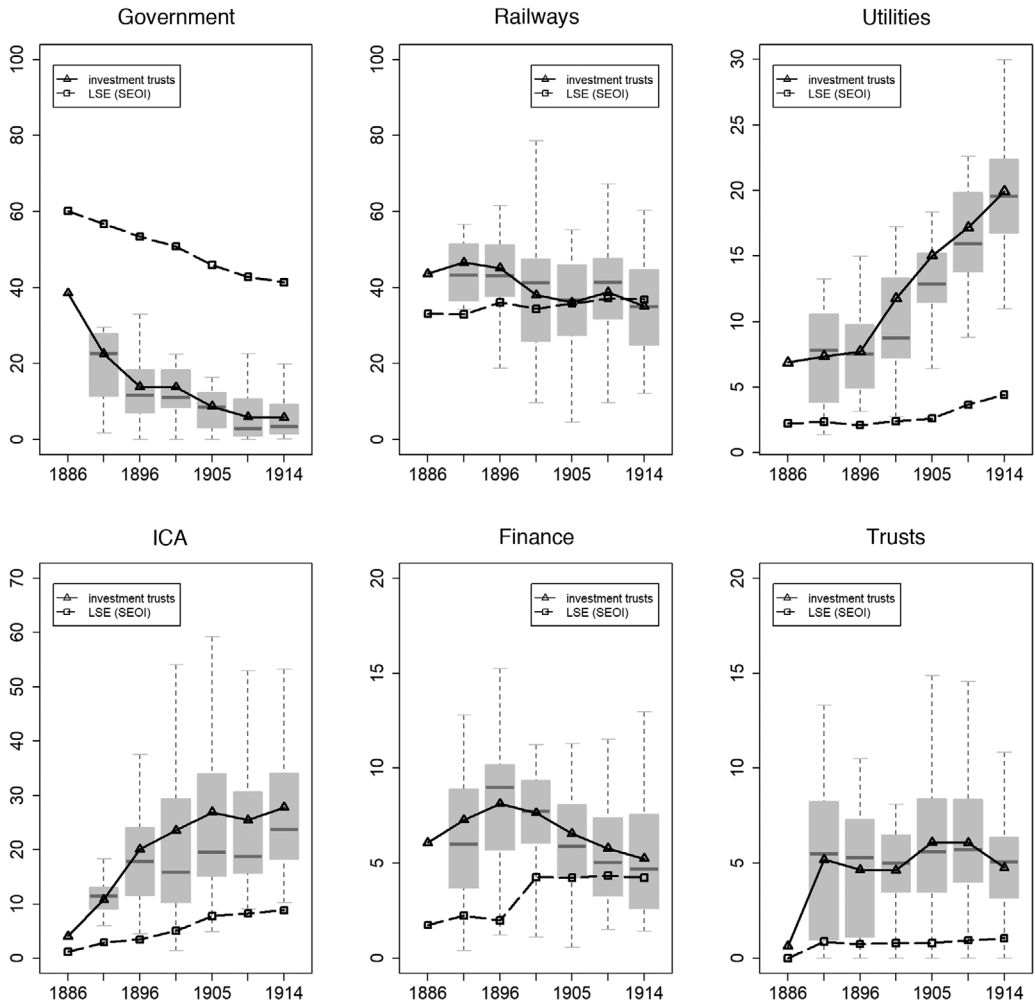 Government
investment trusts
LSE (SEOI)
100
80
60
40
20
0
1886 1896 1905 1914
Railways
investment trusts
LSE (SEOI)
100
80
60
40
20
0
1886 1896 1905 1914
Utilities
investment trusts
LSE (SEOI)
30
25
20
15
10
5
0
1886 1896 1905 1914
ICA
investment trusts
LSE (SEOI)
70
60
50
40
30
20
10
0
1886 1896 1905 1914
Finance
investment trusts
LSE (SEOI)
20
15
10
5
0
1886 1896 1905 1914
Trusts
investment trusts
LSE (SEOI)
20
15
10
5
0
1886 1896 1905 1914